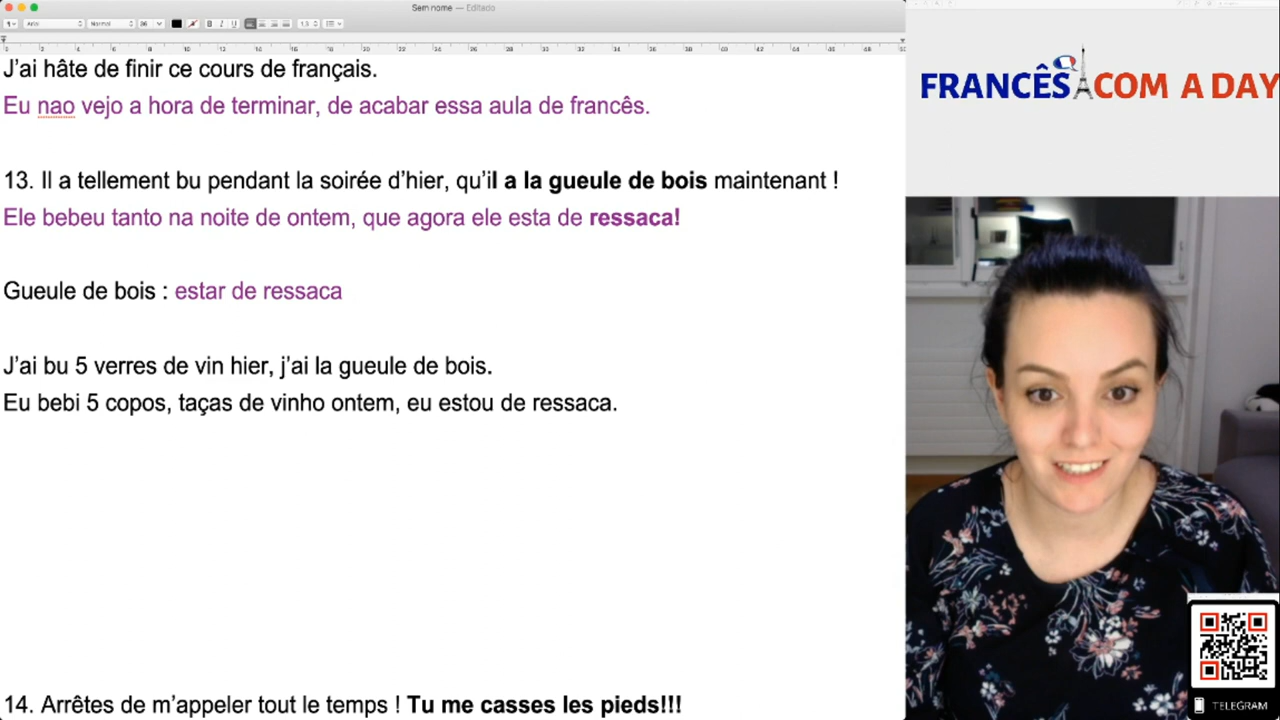 Sem nome — Editado
J'ai hâte de finir ce cours de français.
Eu nao vejo a hora de terminar, de acabar essa aula de francês.
13. Il a tellement bu pendant la soirée d'hier, qu'il a la gueule de bois maintenant !
Ele bebeu tanto na noite de ontem, que agora ele esta de ressaca!
Gueule de bois : estar de ressaca
J'ai bu 5 verres de vin hier, j'ai la gueule de bois.
Eu bebi 5 copos, taças de vinho ontem, eu estou de ressaca.
14. Arrêtes de m'appeler tout le temps ! Tu me casses les pieds!!!
FRANCÊS COM A DAY
TELEGRAM